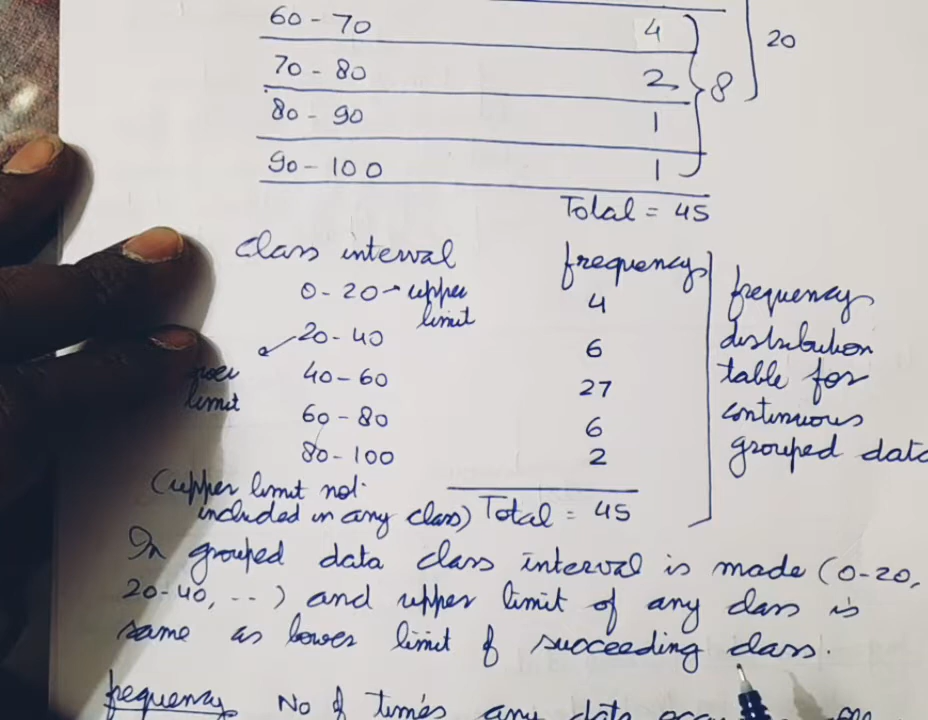 60 - 70 4
70 - 80 2
80 - 90 1
90 - 100 1
8
20
Total = 45
class interval frequency
0 - 20 upper limit 4
20 - 40 6
limit 40 - 60 27
60 - 80 6
80 - 100 2
frequency
distribution
table for
continuous
grouped data
(upper limit not
included in any class) Total = 45
In grouped data class interval is made (0-20,
20-40, --) and upper limit of any class is
same as lower limit of succeeding class.
frequency No of times any data